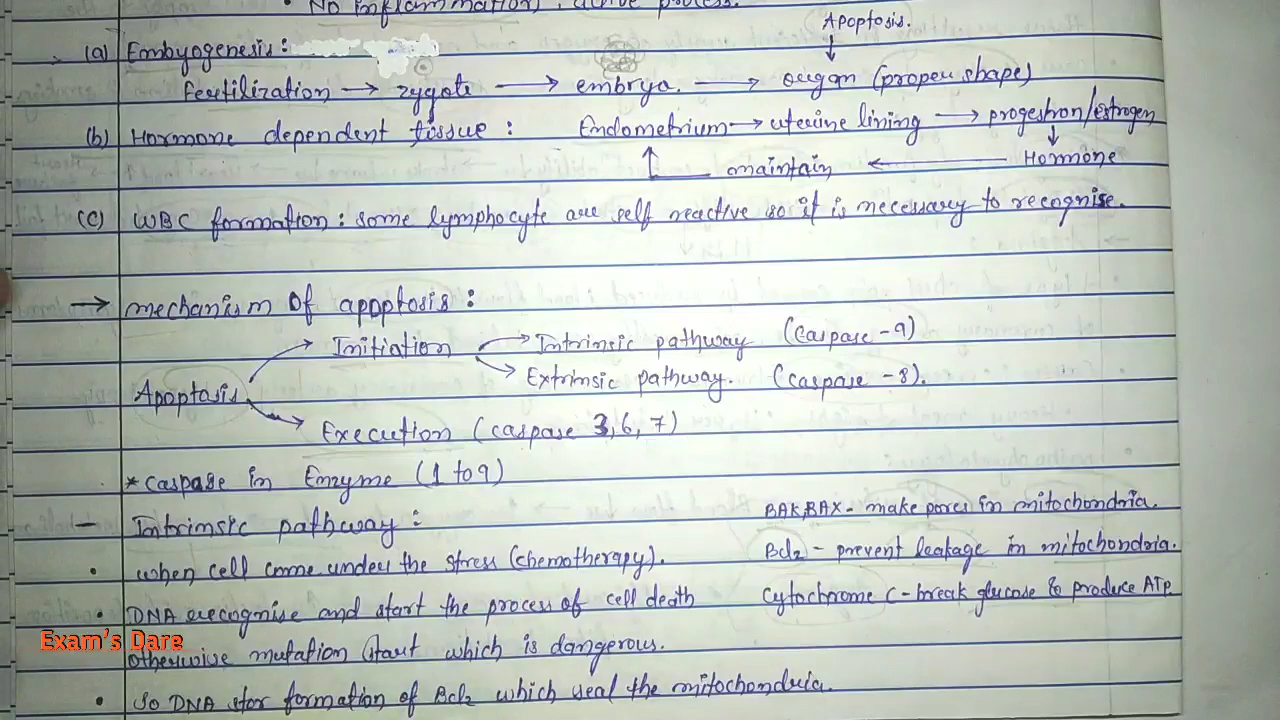 • No inflammation, active process.
Apoptosis.
↓
(a) Embyogenesis:
fertilization → zygote → embryo. → organ (proper shape)
(b) Hormone dependent tissue : Endometrium → uterine lining → progestron/estrogen
↑ maintain ← Hormone
(c) WBC formation: some lymphocyte are self reactive so it is necessary to recognise.
→ mechanism of apoptosis:
Initiation → Intrinsic pathway (caspase -9)
→ Extrinsic pathway. (caspase -8).
Apoptosis
Execution (caspase 3, 6, 7)
* caspase in Enzyme (1 to 9)
– Intrinsic pathway: BAK, BAX - make pores in mitochondria.
• when cell come under the stress (chemotherapy). Bcl2 - prevent leakage in mitochondria.
• DNA recognise and start the process of cell death Cytochrome C - break glucose & produce ATP
Exam's Dare
otherwise mutation start which is dangerous.
• so DNA stor formation of Bcl2 which seal the mitochondria.